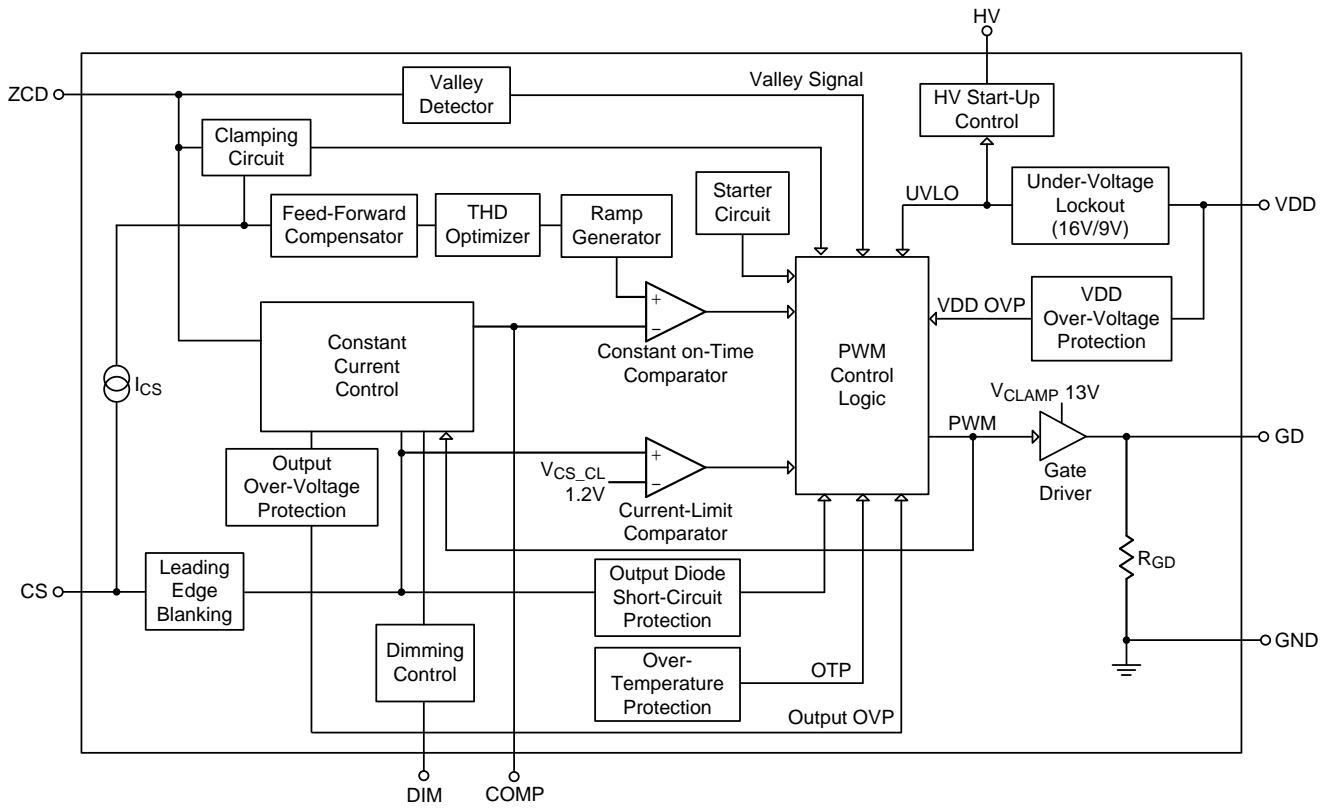 HV
ZCD
Valley
Detector
Valley Signal
HV Start-Up
Control
Clamping
Circuit
Starter
Circuit
UVLO
Under-Voltage
Lockout
(16V/9V)
VDD
Feed-Forward
Compensator
THD
Optimizer
Ramp
Generator
VDD OVP
VDD
Over-Voltage
Protection
+
−
Constant on-Time
Comparator
Constant
Current
Control
PWM
Control
Logic
ICS
VCLAMP 13V
PWM
GD
Gate
Driver
Output
Over-Voltage
Protection
VCS_CL
1.2V
+
−
Current-Limit
Comparator
CS
Leading
Edge
Blanking
Output Diode
Short-Circuit
Protection
RGD
GND
Dimming
Control
Over-
Temperature
Protection
OTP
Output OVP
DIM
COMP